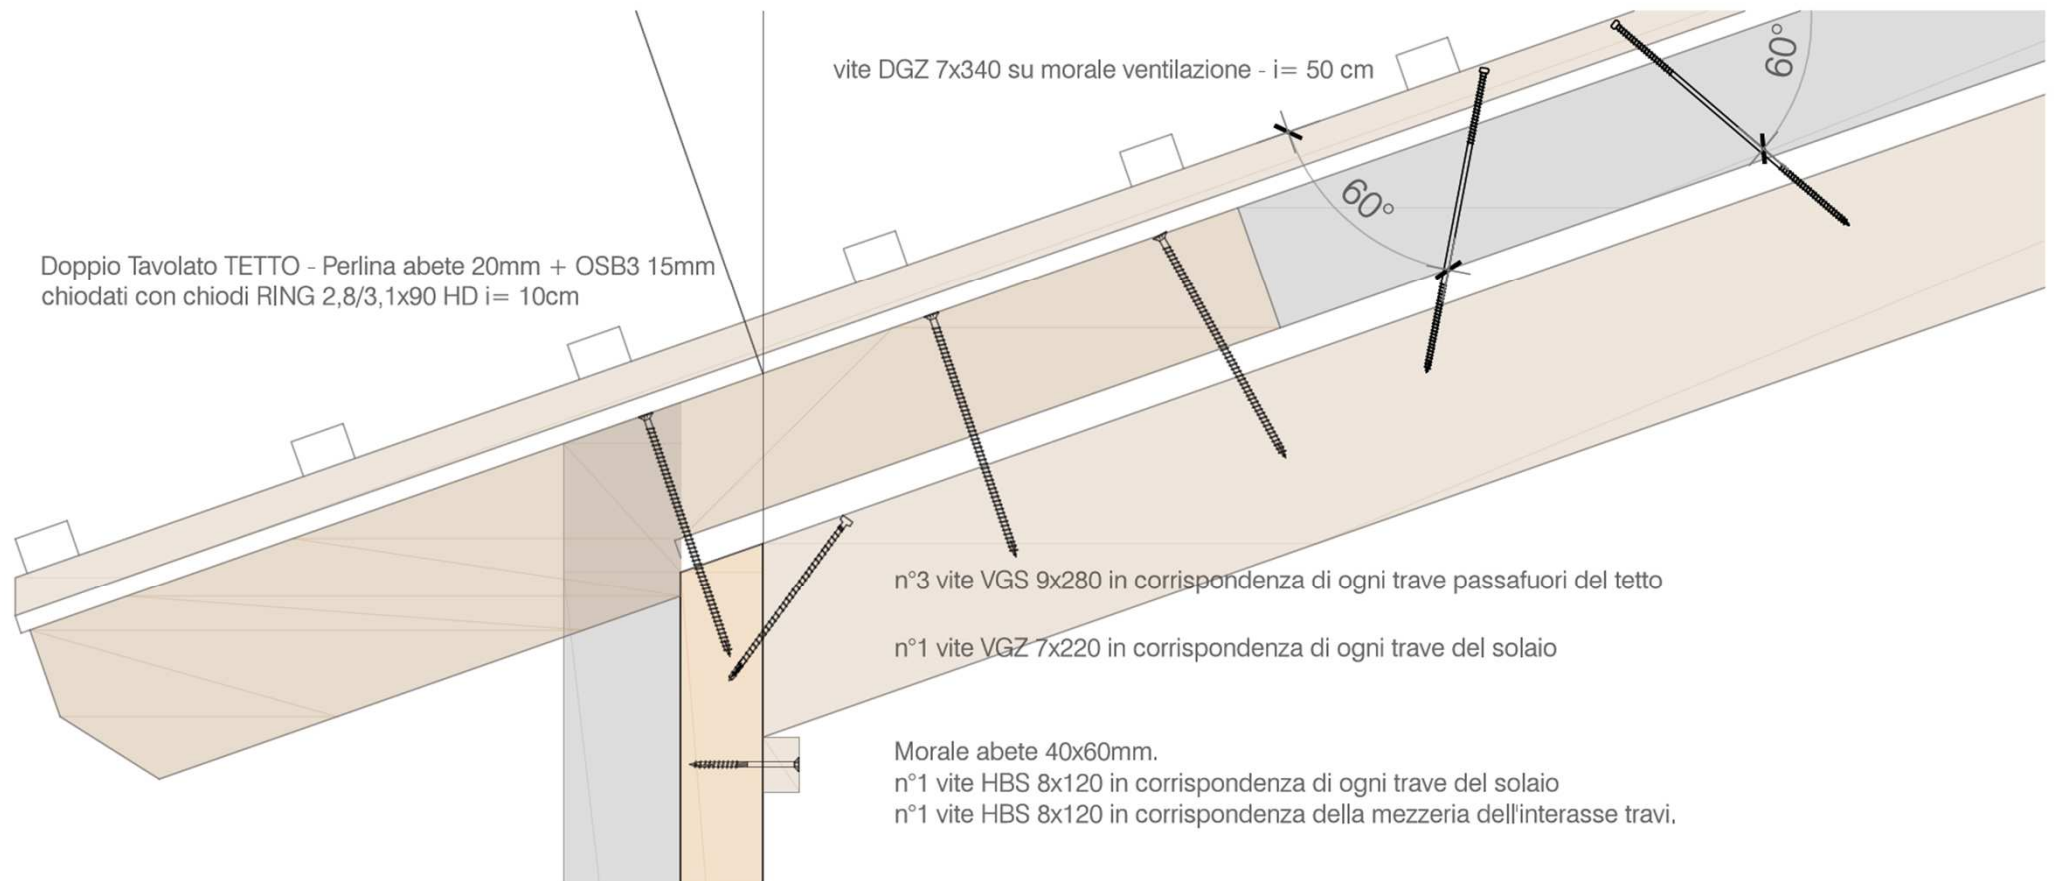 vite DGZ 7x340 su morale ventilazione - i= 50 cm
60°
60°
Doppio Tavolato TETTO - Perlina abete 20mm + OSB3 15mm
chiodati con chiodi RING 2,8/3,1x90 HD i= 10cm
n°3 vite VGS 9x280 in corrispondenza di ogni trave passafuori del tetto
n°1 vite VGZ 7x220 in corrispondenza di ogni trave del solaio
Morale abete 40x60mm.
n°1 vite HBS 8x120 in corrispondenza di ogni trave del solaio
n°1 vite HBS 8x120 in corrispondenza della mezzeria dell'interasse travi.